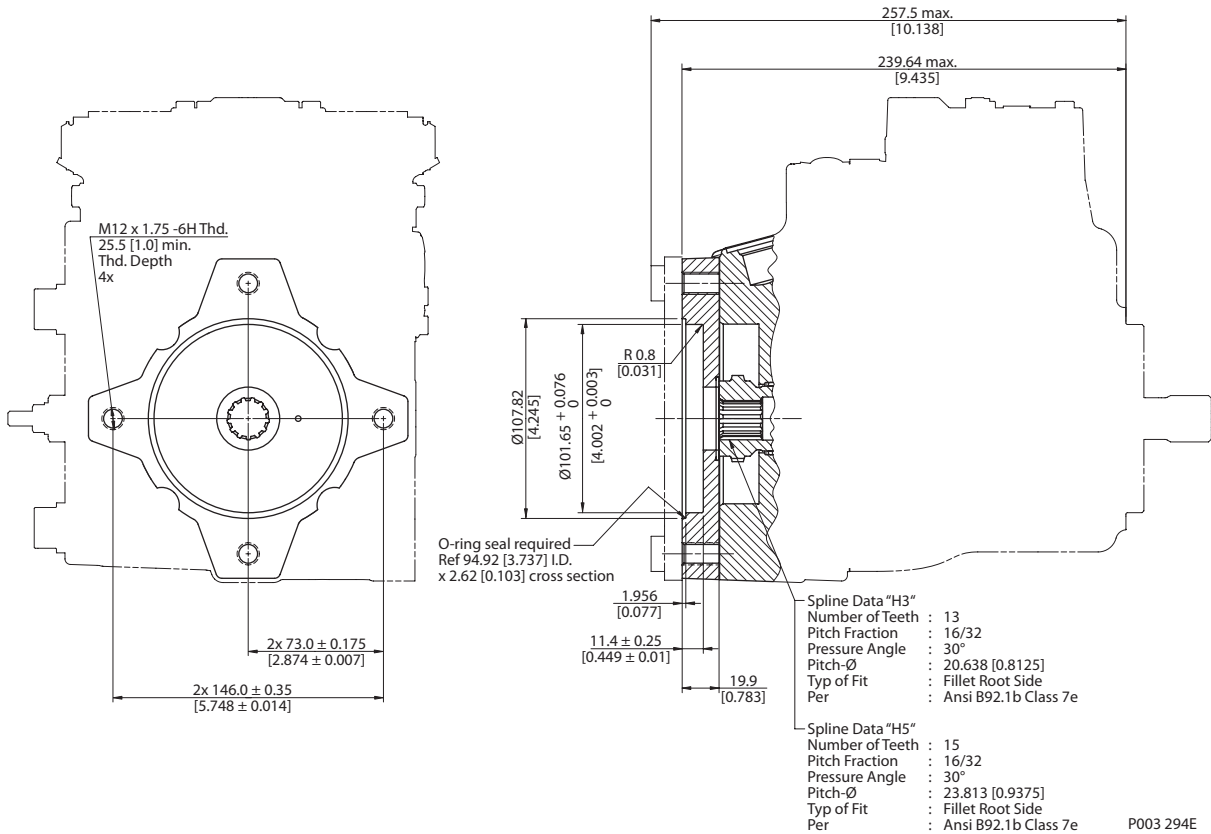 257.5 max.
[10.138]
239.64 max.
[9.435]
M12 x 1.75 -6H Thd.
25.5 [1.0] min.
Thd. Depth
4x
R 0.8
[0.031]
Ø107.82
[4.245]
Ø101.65 + 0.076
0
[4.002 + 0.003]
0
O-ring seal required
Ref 94.92 [3.737] I.D.
x 2.62 [0.103] cross section
1.956
[0.077]
11.4 ± 0.25
[0.449 ± 0.01]
19.9
[0.783]
2x 73.0 ± 0.175
[2.874 ± 0.007]
2x 146.0 ± 0.35
[5.748 ± 0.014]
Spline Data "H3"
Number of Teeth : 13
Pitch Fraction : 16/32
Pressure Angle : 30°
Pitch-Ø : 20.638 [0.8125]
Typ of Fit : Fillet Root Side
Per : Ansi B92.1b Class 7e
Spline Data "H5"
Number of Teeth : 15
Pitch Fraction : 16/32
Pressure Angle : 30°
Pitch-Ø : 23.813 [0.9375]
Typ of Fit : Fillet Root Side
Per : Ansi B92.1b Class 7e
P003 294E